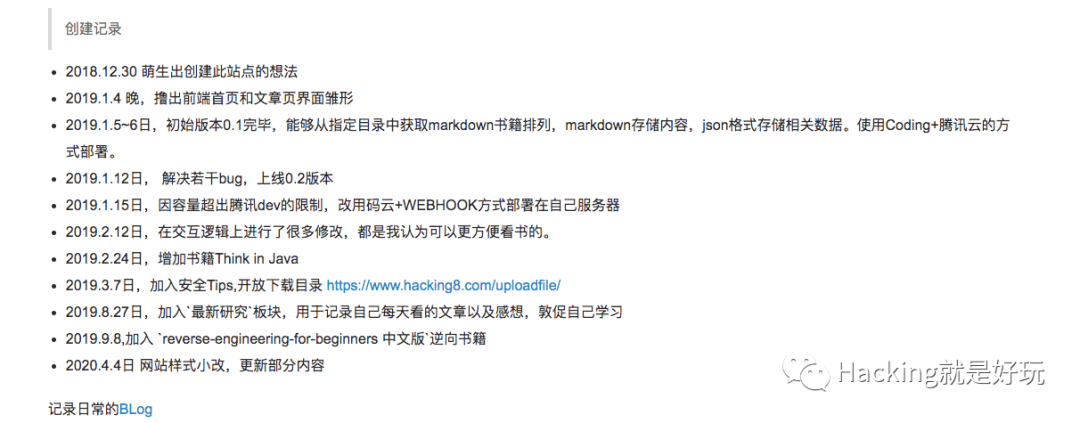 创建记录
2018.12.30 萌生出创建此站点的想法
2019.1.4 晚，撸出前端首页和文章页界面雏形
2019.1.5~6日，初始版本0.1完毕，能够从指定目录中获取markdown书籍排列，markdown存储内容，json格式存储相关数据。使用Coding+腾讯云的方
式部署。
2019.1.12日， 解决若干bug，上线0.2版本
2019.1.15日，因容量超出腾讯dev的限制，改用码云+WEBHOOK方式部署在自己服务器
2019.2.12日，在交互逻辑上进行了很多修改，都是我认为可以更方便看书的。
2019.2.24日，增加书籍Think in Java
2019.3.7日，加入安全Tips,开放下载目录 https://www.hacking8.com/uploadfile/
2019.8.27日，加入`最新研究`板块，用于记录自己每天看的文章以及感想，敦促自己学习
2019.9.8,加入 `reverse-engineering-for-beginners 中文版`逆向书籍
2020.4.4日 网站样式小改，更新部分内容
Hacking就是好玩
记录日常的BLog